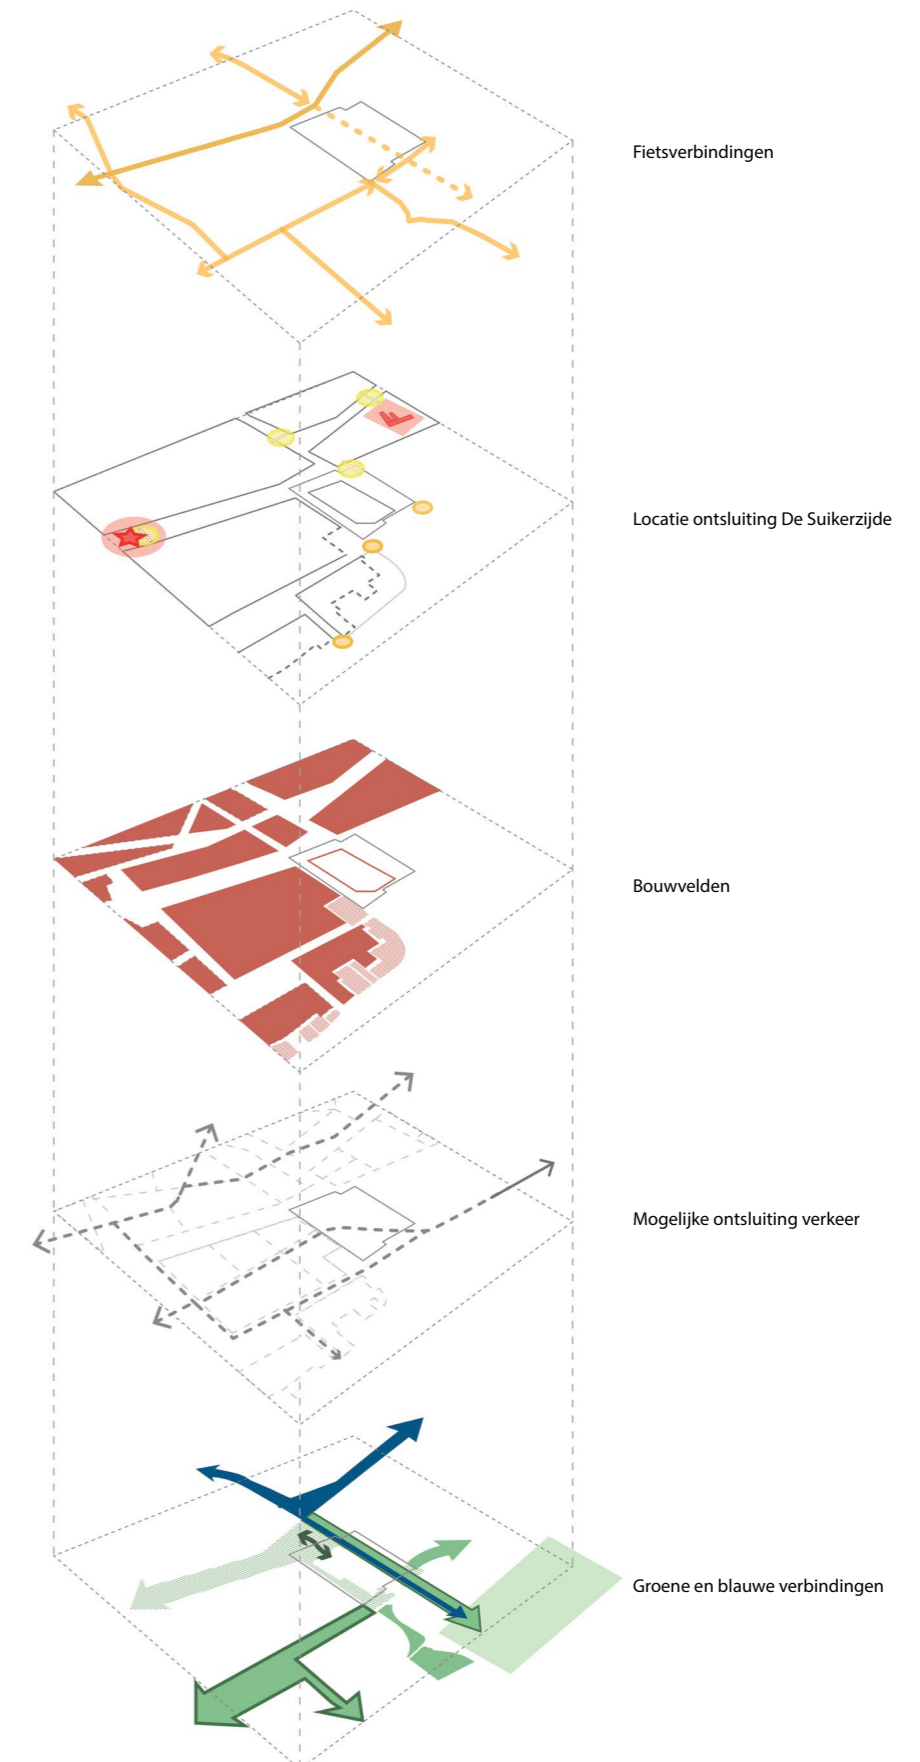 Fietsverbindingen
Locatie ontsluiting De Suikerzijde
Bouwvelden
Mogelijke ontsluiting verkeer
Groene en blauwe verbindingen